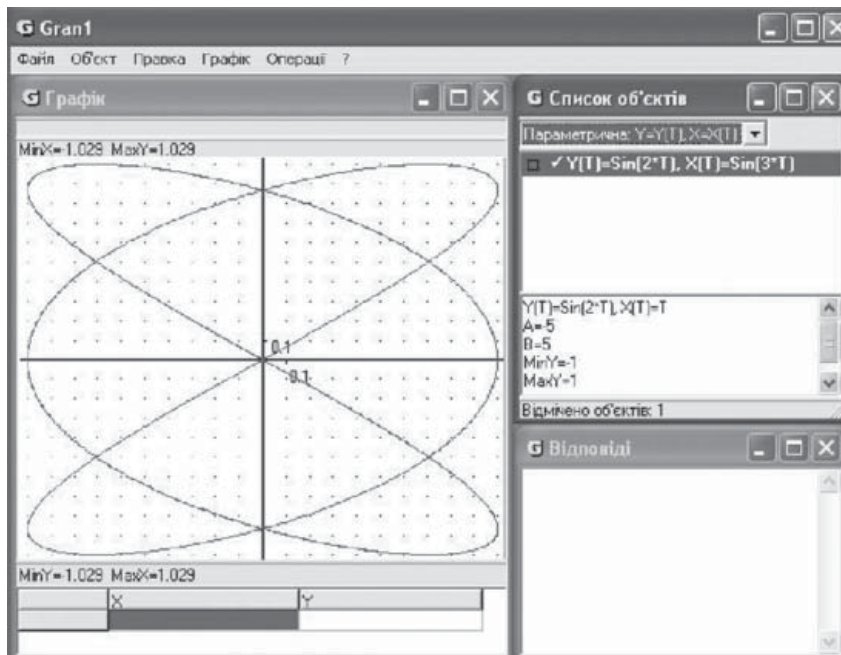 Gran1
Файл Об'єкт Правка Графік Операції ?
Графік
MinX=-1.029 MaxY=1.029
0.1
0.1
MinY=-1.029 MaxX=1.029
X Y
Список об'єктів
Параметрична: Y=Y(T), X=X(T)
Y(T)=Sin(2*T), X(T)=Sin(3*T)
Y(T)=Sin(2*T), X(T)=T
A=-5
B=5
MinY=-1
MaxY=1
Відмічено об'єктів: 1
Відповіді